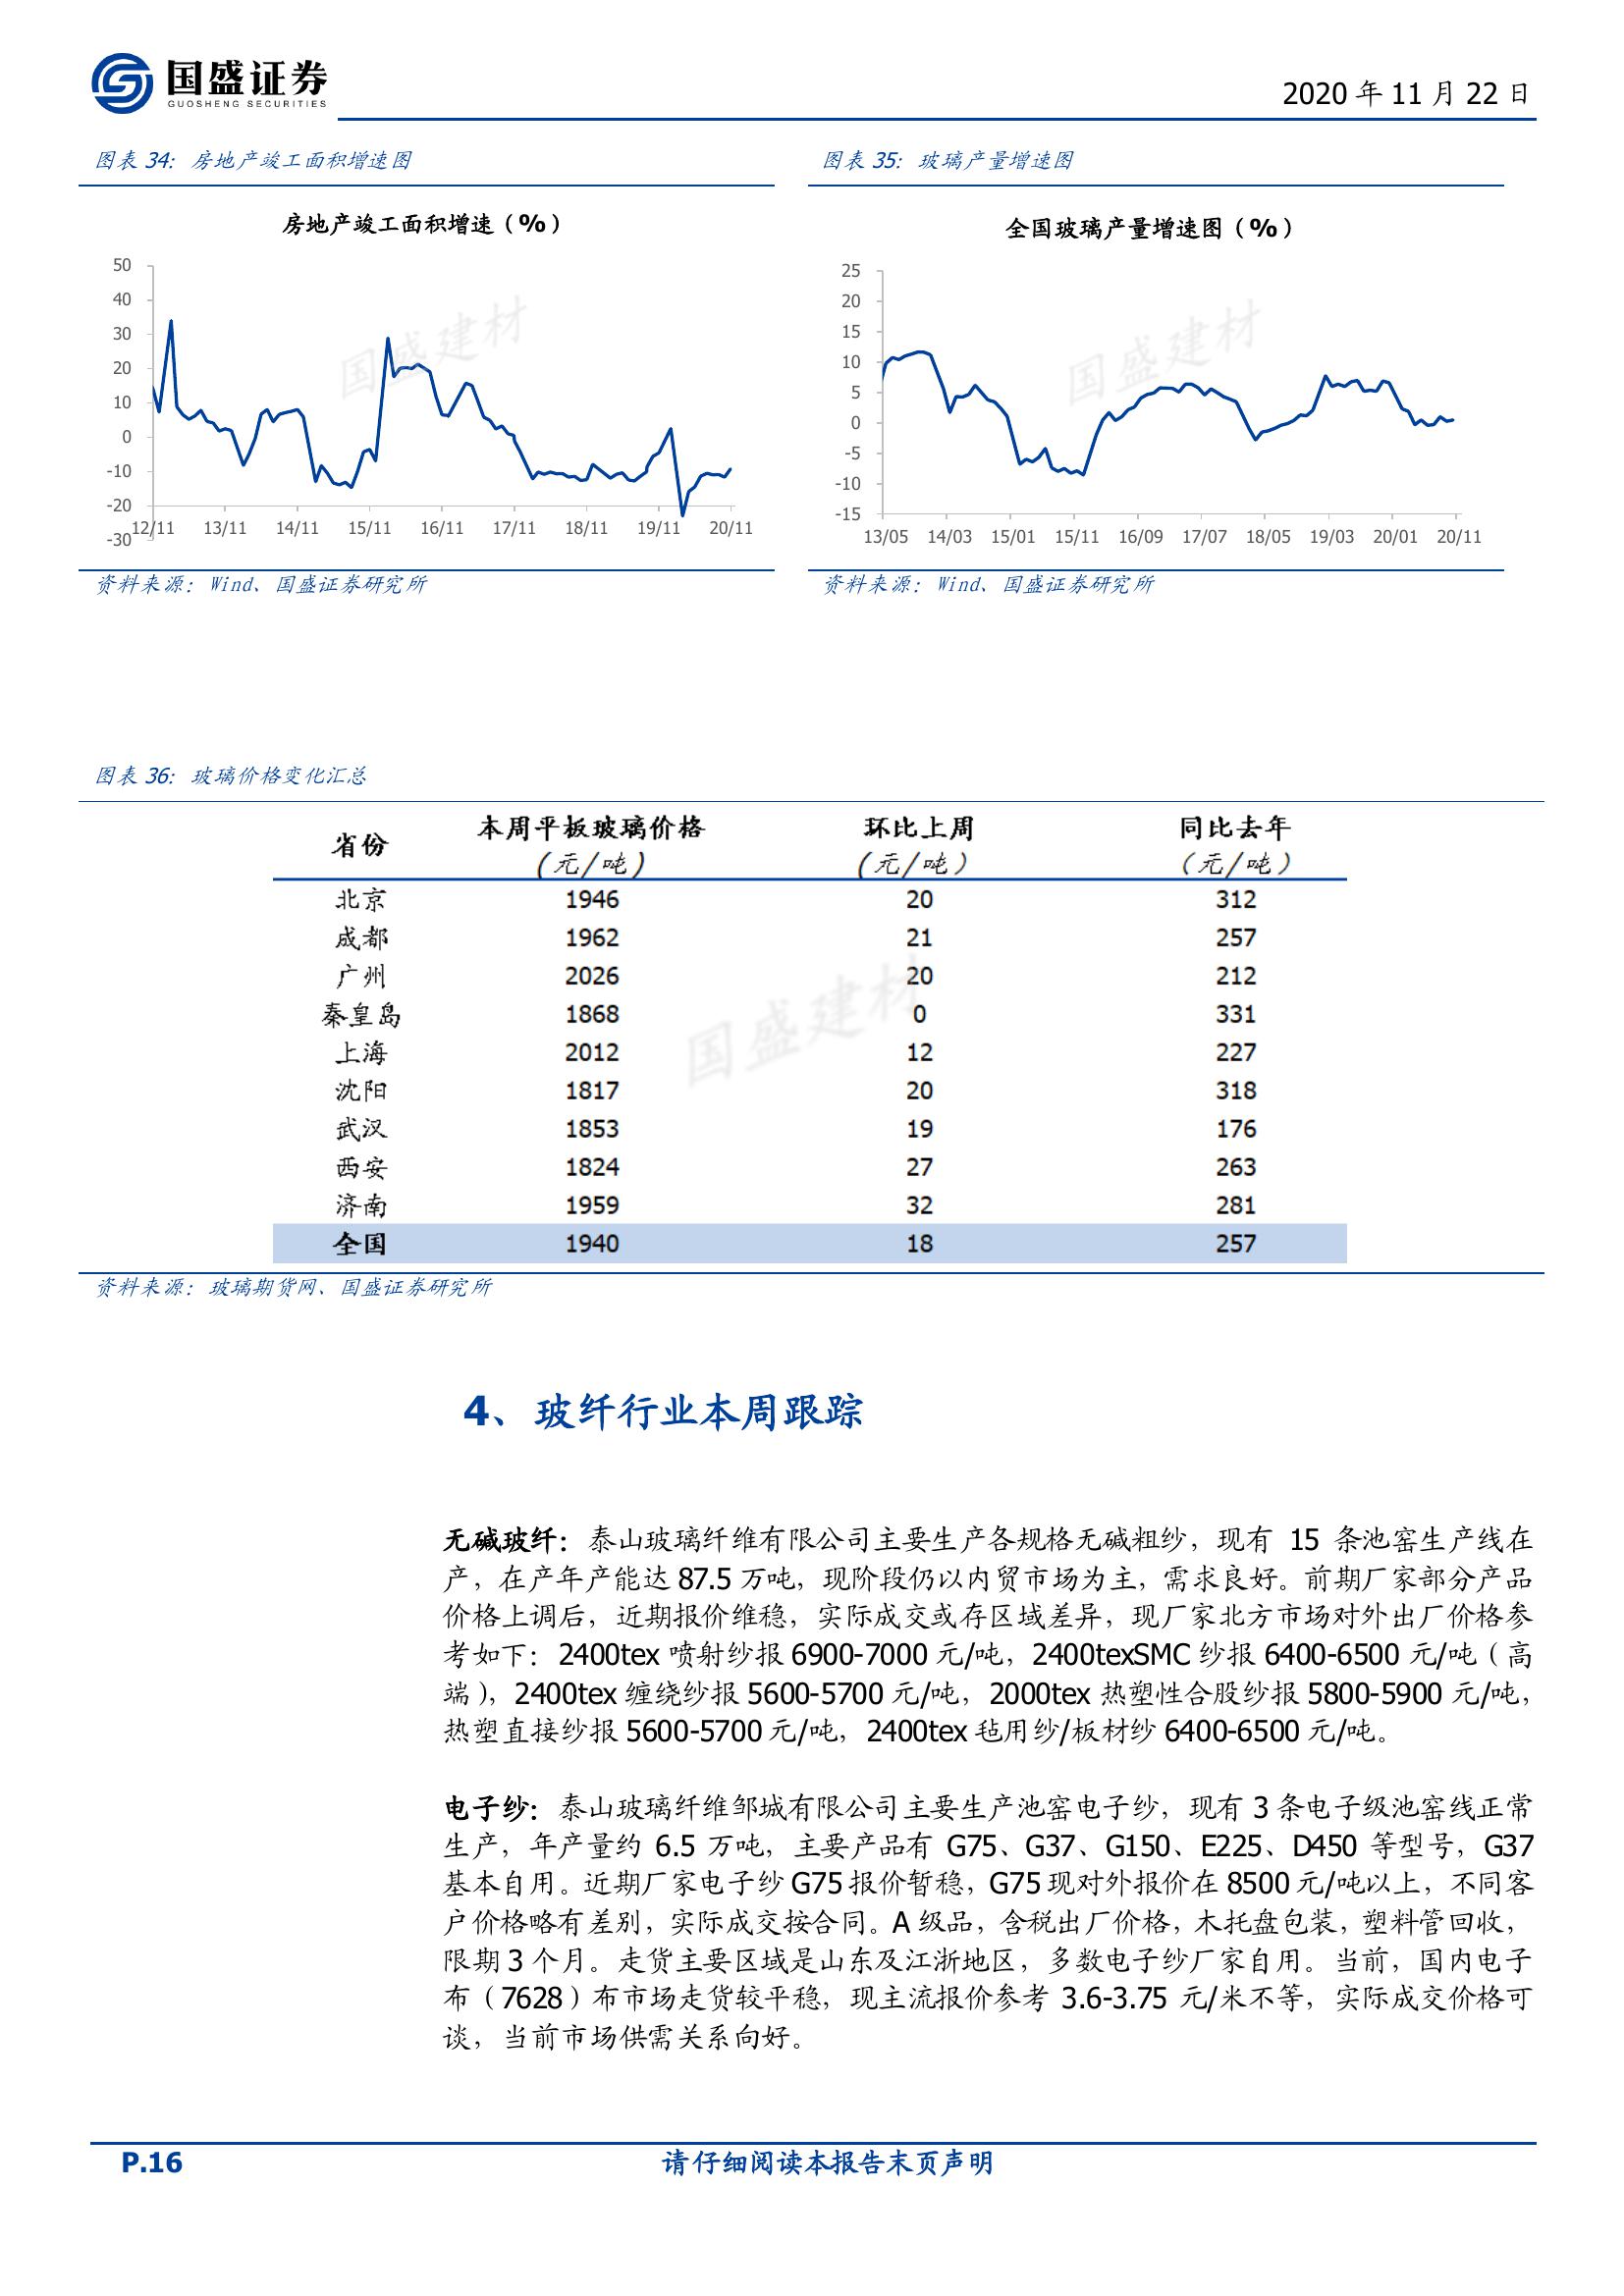 国盛证券
GUOSHENG SECURITIES
2020 年 11 月 22 日
图表 34: 房地产竣工面积增速图
图表 35: 玻璃产量增速图
房地产竣工面积增速（%）
50
40
30
20
10
0
-10
-20
-30
12/11 13/11 14/11 15/11 16/11 17/11 18/11 19/11 20/11
国盛建材
全国玻璃产量增速图（%）
25
20
15
10
5
0
-5
-10
-15
13/05 14/03 15/01 15/11 16/09 17/07 18/05 19/03 20/01 20/11
国盛建材
资料来源：Wind、国盛证券研究所
资料来源：Wind、国盛证券研究所
图表 36: 玻璃价格变化汇总
省份 本周平板玻璃价格 环比上周 同比去年
(元/吨) (元/吨) (元/吨)
北京 1946 20 312
成都 1962 21 257
广州 2026 20 212
秦皇岛 1868 0 331
上海 2012 12 227
沈阳 1817 20 318
武汉 1853 19 176
西安 1824 27 263
济南 1959 32 281
全国 1940 18 257
国盛建材
资料来源：玻璃期货网、国盛证券研究所
4、玻纤行业本周跟踪
无碱玻纤：泰山玻璃纤维有限公司主要生产各规格无碱粗纱，现有 15 条池窑生产线在
产，在产年产能达 87.5 万吨，现阶段仍以内贸市场为主，需求良好。前期厂家部分产品
价格上调后，近期报价维稳，实际成交或存区域差异，现厂家北方市场对外出厂价格参
考如下：2400tex 喷射纱报 6900-7000 元/吨，2400texSMC 纱报 6400-6500 元/吨（高
端），2400tex 缠绕纱报 5600-5700 元/吨，2000tex 热塑性合股纱报 5800-5900 元/吨，
热塑直接纱报 5600-5700 元/吨，2400tex 毡用纱/板材纱 6400-6500 元/吨。
电子纱：泰山玻璃纤维邹城有限公司主要生产池窑电子纱，现有 3 条电子级池窑线正常
生产，年产量约 6.5 万吨，主要产品有 G75、G37、G150、E225、D450 等型号，G37
基本自用。近期厂家电子纱 G75 报价暂稳，G75 现对外报价在 8500 元/吨以上，不同客
户价格略有差别，实际成交按合同。A 级品，含税出厂价格，木托盘包装，塑料管回收，
限期 3 个月。走货主要区域是山东及江浙地区，多数电子纱厂家自用。当前，国内电子
布（7628）布市场走货较平稳，现主流报价参考 3.6-3.75 元/米不等，实际成交价格可
谈，当前市场供需关系向好。
P.16
请仔细阅读本报告末页声明